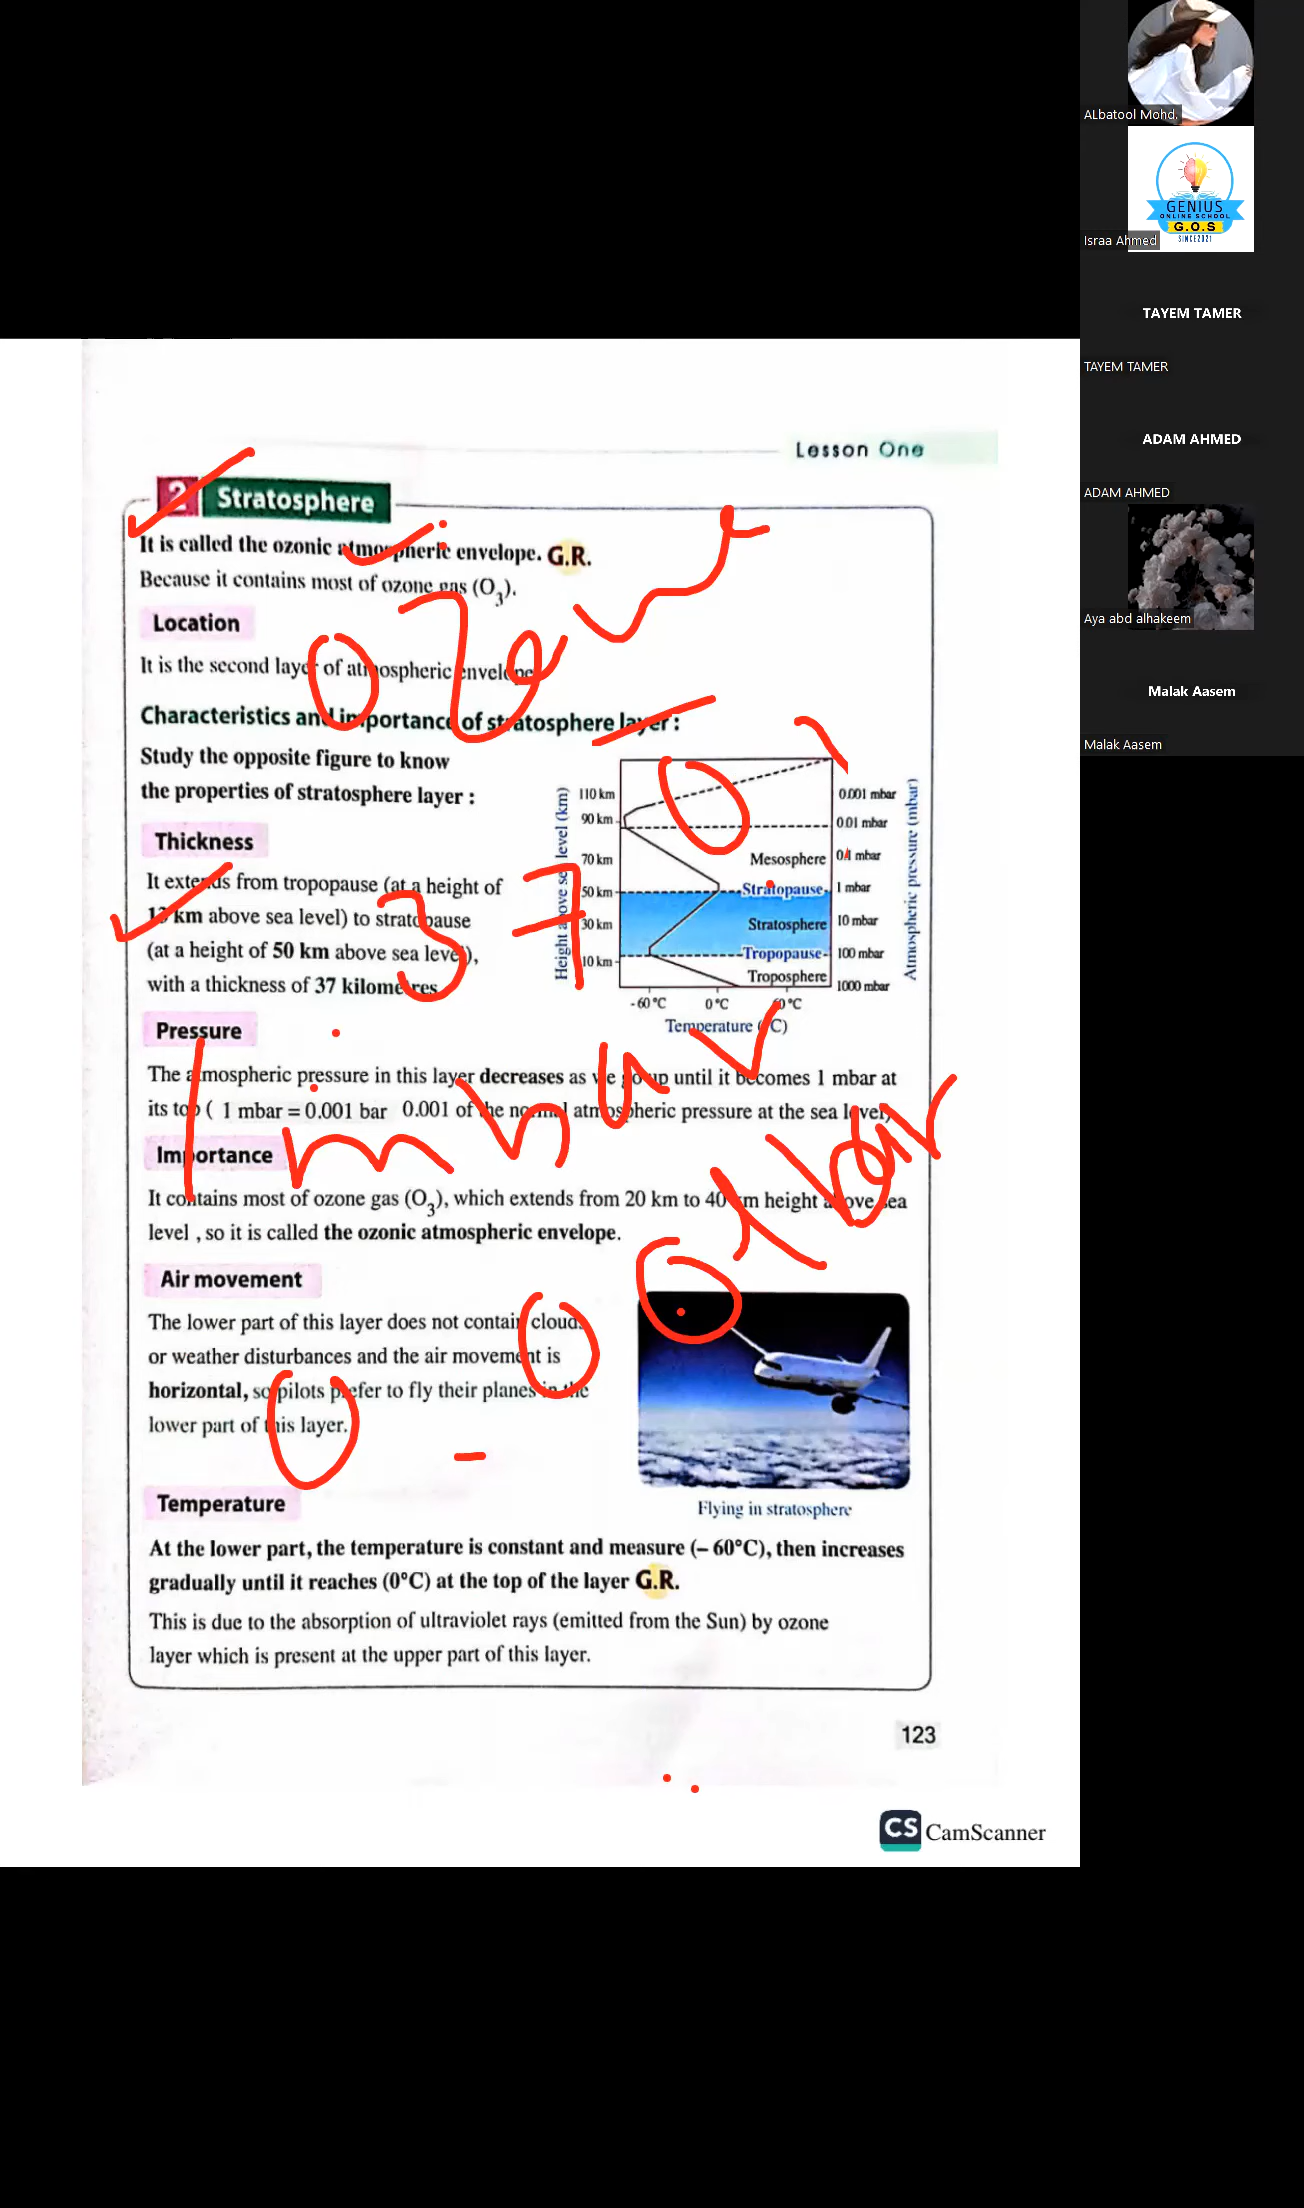 ALbatool Mohd.
GENIUS
ONLINE SCHOOL
G.O.S
SINCE2021
Israa Ahmed
TAYEM TAMER
TAYEM TAMER
ADAM AHMED
ADAM AHMED
Aya abd alhakeem
Malak Aasem
Malak Aasem
Lesson One
2 Stratosphere
It is called the ozonic atmospheric envelope. G.R.
Because it contains most of ozone gas (O3).
Location
It is the second layer of atmospheric envelope
Characteristics and importance of stratosphere layer :
Study the opposite figure to know
the properties of stratosphere layer :
Thickness
It extends from tropopause (at a height of
13 km above sea level) to stratopause
(at a height of 50 km above sea level),
with a thickness of 37 kilometres
Height above sea level (km)
110 km
90 km
70 km
50 km
30 km
10 km
Mesosphere
Stratopause
Stratosphere
Tropopause
Troposphere
0.001 mbar
0.01 mbar
0.1 mbar
1 mbar
10 mbar
100 mbar
1000 mbar
Atmospheric pressure (mbar)
-60°C 0°C 60°C
Temperature (°C)
Pressure
The atmospheric pressure in this layer decreases as we go up until it becomes 1 mbar at
its top ( 1 mbar = 0.001 bar 0.001 of the normal atmospheric pressure at the sea level)
Importance
It contains most of ozone gas (O3), which extends from 20 km to 40 km height above sea
level , so it is called the ozonic atmospheric envelope.
Air movement
The lower part of this layer does not contain clouds
or weather disturbances and the air movement is
horizontal, so pilots prefer to fly their planes in the
lower part of this layer.
Flying in stratosphere
Temperature
At the lower part, the temperature is constant and measure (– 60°C), then increases
gradually until it reaches (0°C) at the top of the layer G.R.
This is due to the absorption of ultraviolet rays (emitted from the Sun) by ozone
layer which is present at the upper part of this layer.
123
CS CamScanner
37
1 mbar